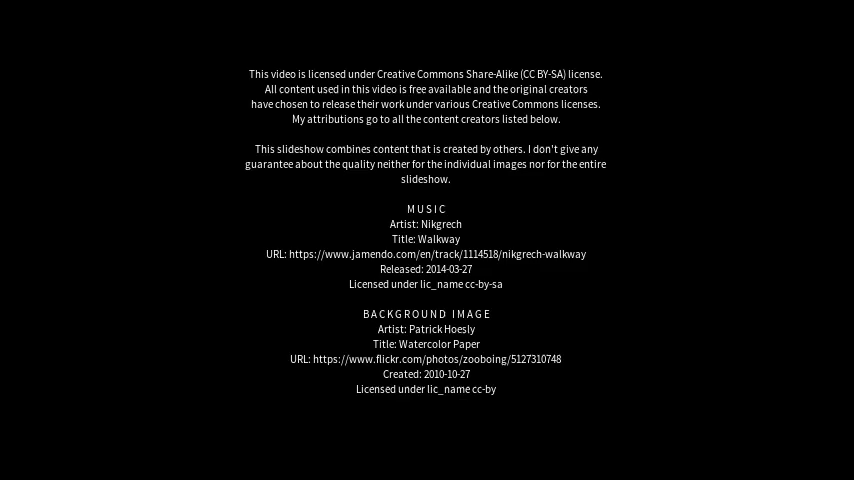 This video is licensed under Creative Commons Share-Alike (CC BY-SA) license.
All content used in this video is free available and the original creators
have chosen to release their work under various Creative Commons licenses.
My attributions go to all the content creators listed below.
This slideshow combines content that is created by others. I don't give any
guarantee about the quality neither for the individual images nor for the entire
slideshow.
MUSIC
Artist: Nikgrech
Title: Walkway
URL: https://www.jamendo.com/en/track/1114518/nikgrech-walkway
Released: 2014-03-27
Licensed under lic_name cc-by-sa
BACKGROUND IMAGE
Artist: Patrick Hoesly
Title: Watercolor Paper
URL: https://www.flickr.com/photos/zooboing/5127310748
Created: 2010-10-27
Licensed under lic_name cc-by